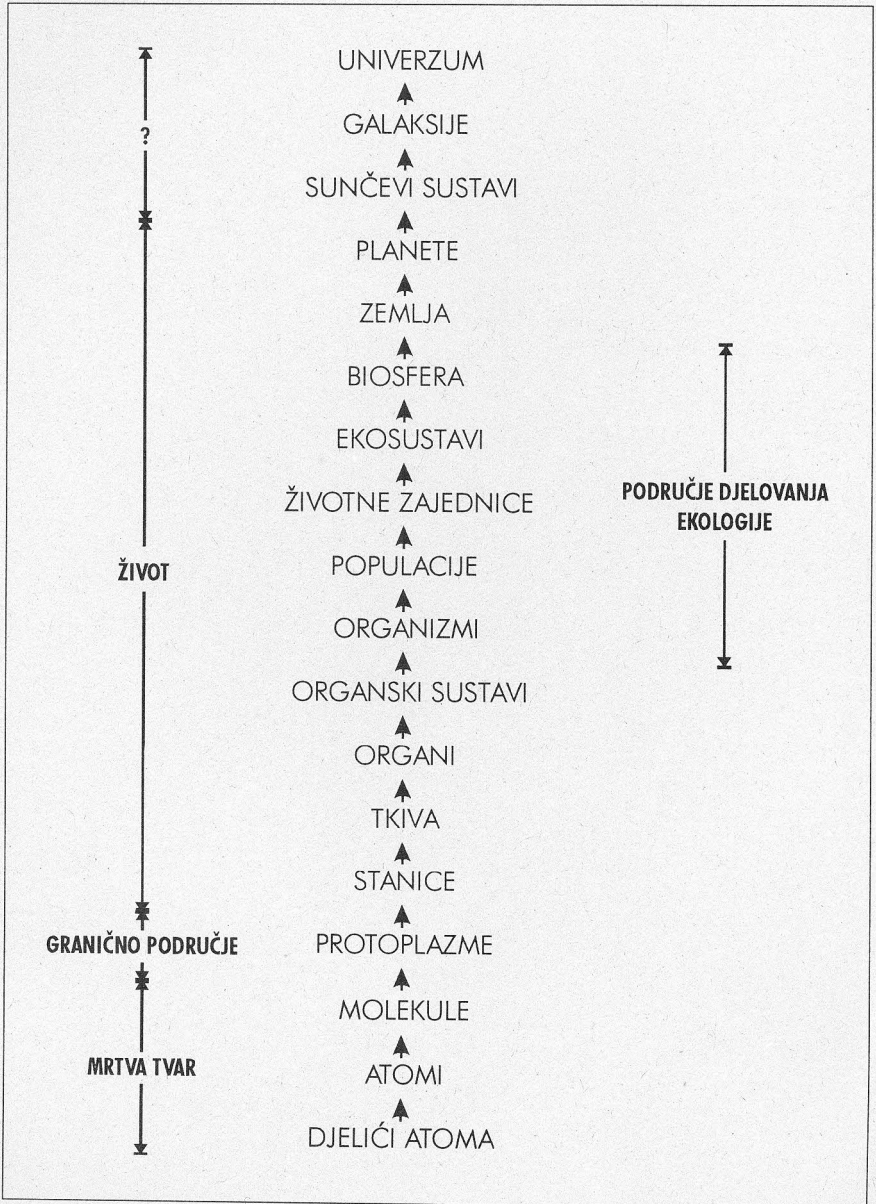 UNIVERZUM
GALAKSIJE
SUNČEVI SUSTAVI
PLANETE
ZEMLJA
BIOSFERA
EKOSUSTAVI
ŽIVOTNE ZAJEDNICE
POPULACIJE
ORGANIZMI
ORGANSKI SUSTAVI
ORGANI
TKIVA
STANICE
PROTOPLAZME
MOLEKULE
ATOMI
DJELIĆI ATOMA
?
ŽIVOT
GRANIČNO PODRUČJE
MRTVA TVAR
PODRUČJE DJELOVANJA
EKOLOGIJE